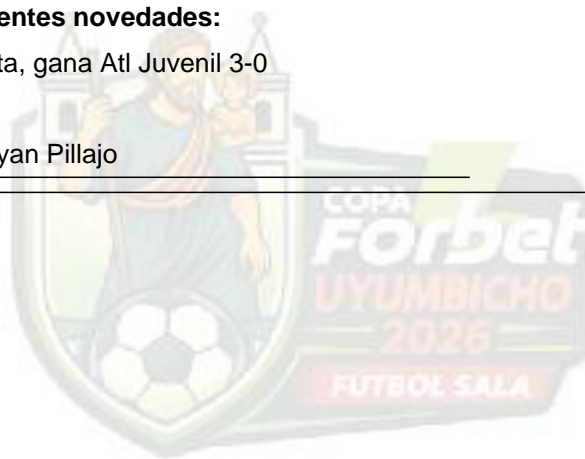 entes novedades:
ta, gana Atl Juvenil 3-0
yan Pillajo
COPA
Forbet
UYUMBICHO
2026
FUTBOL SALA